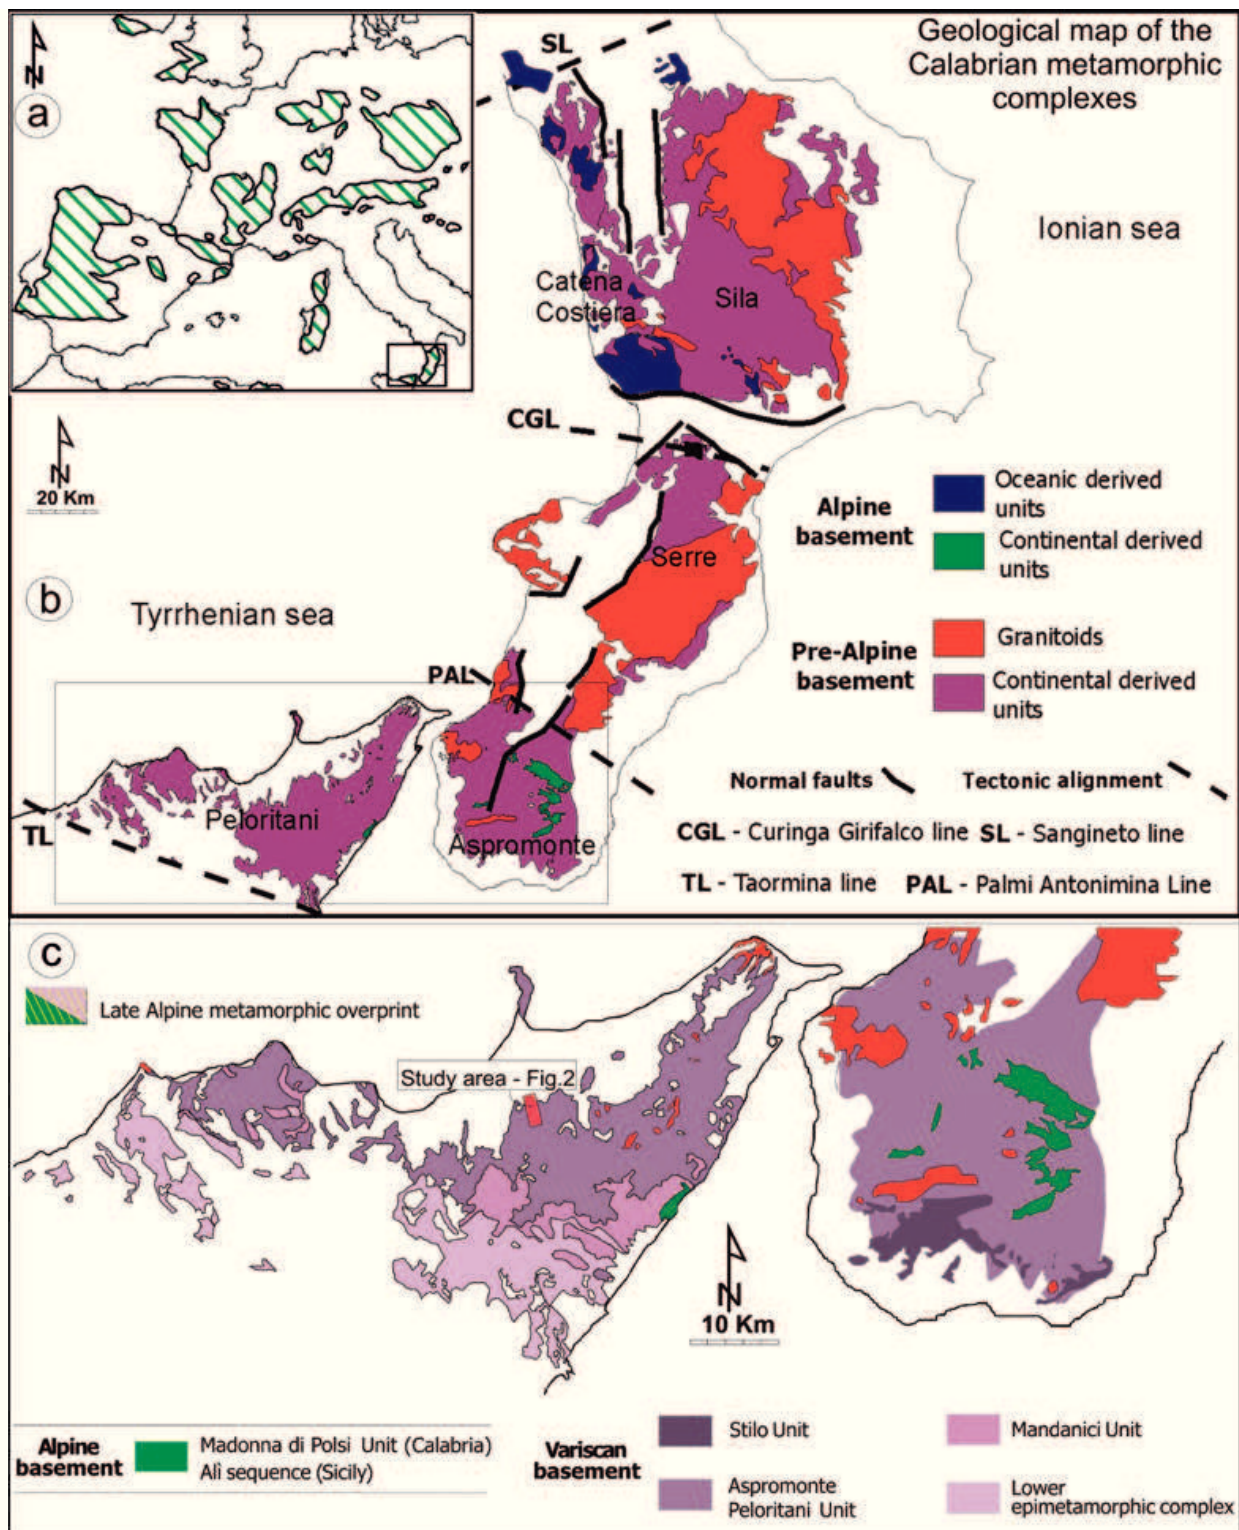 Geological map of the
Calabrian metamorphic
complexes
N
a
SL
Ionian sea
Catena
Costiera
Sila
N
20 Km
CGL
Alpine
basement
Oceanic derived
units
Continental derived
units
Serre
b
Tyrrhenian sea
Pre-Alpine
basement
Granitoids
Continental derived
units
PAL
Normal faults
Tectonic alignment
TL
Peloritani
Aspromonte
CGL - Curinga Girifalco line
SL - Sangineto line
TL - Taormina line
PAL - Palmi Antonimina Line
c
Late Alpine metamorphic overprint
Study area - Fig.2
N
10 Km
Alpine
basement
Madonna di Polsi Unit (Calabria)
Alì sequence (Sicily)
Variscan
basement
Stilo Unit
Mandanici Unit
Aspromonte
Peloritani Unit
Lower
epimetamorphic complex